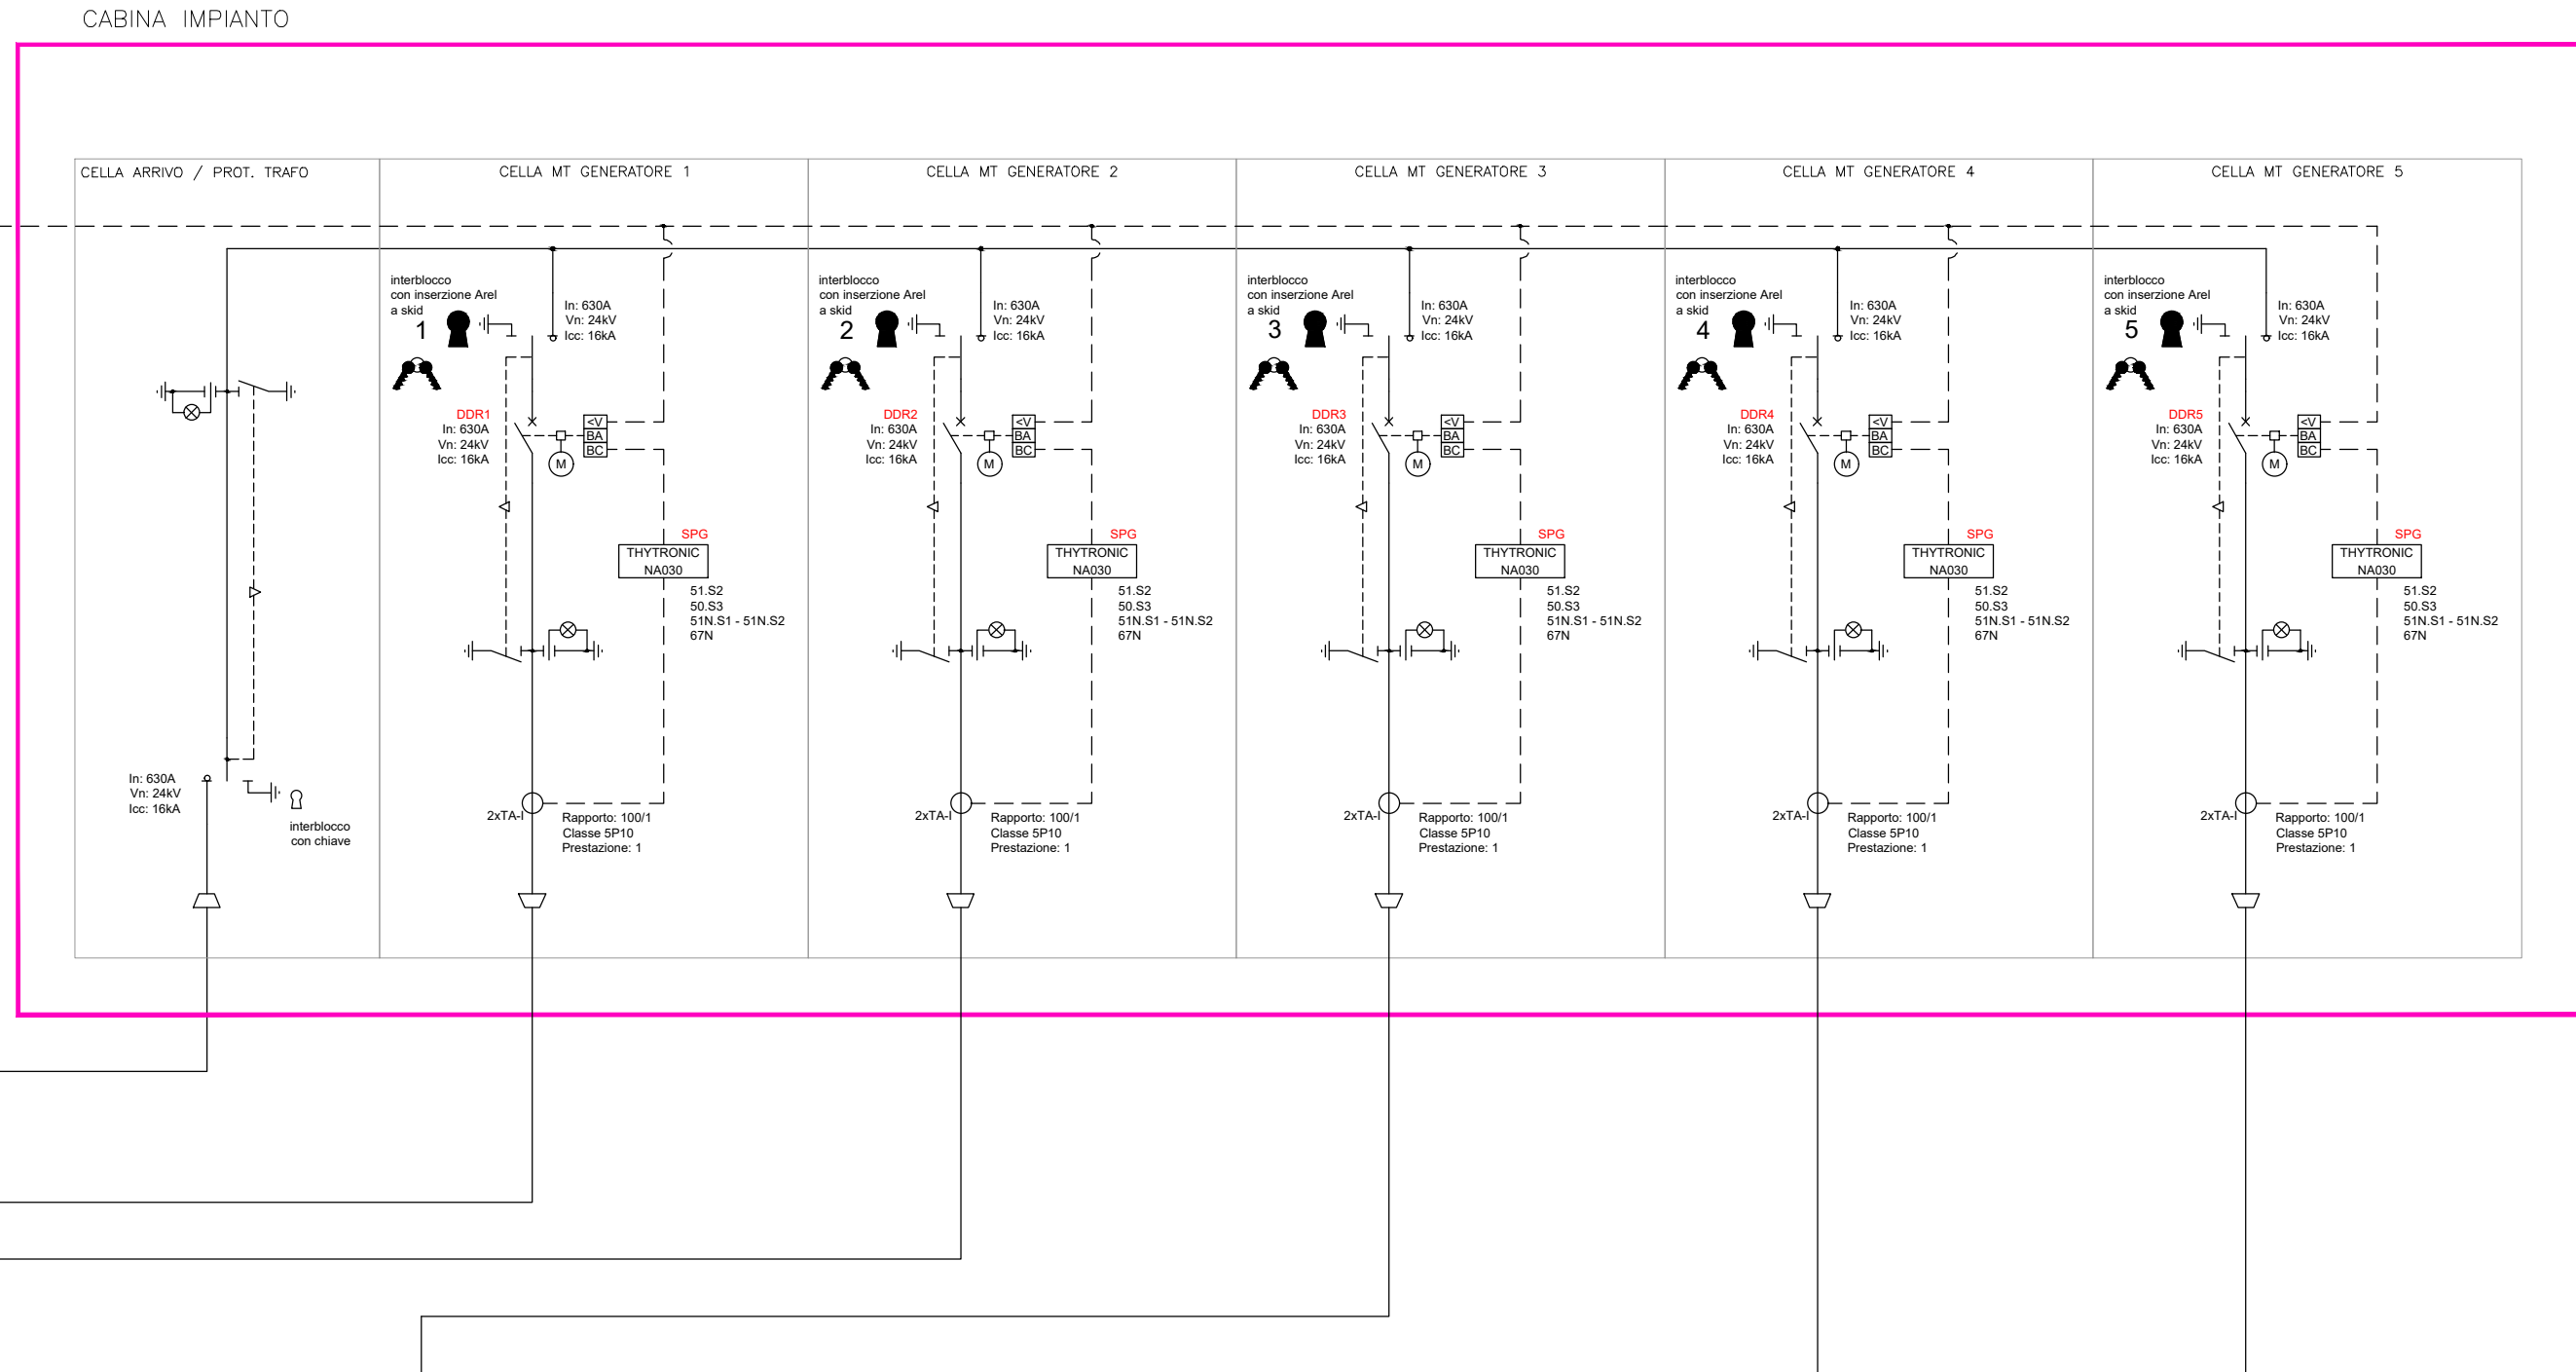 CABINA IMPIANTO
CELLA ARRIVO / PROT. TRAFO
In: 630A
Vn: 24kV
Icc: 16kA
interblocco
con chiave
CELLA MT GENERATORE 1
interblocco
con inserzione Arel
a skid
1
In: 630A
Vn: 24kV
Icc: 16kA
DDR1
In: 630A
Vn: 24kV
Icc: 16kA
<V
BA
BC
M
SPG
THYTRONIC
NA030
51.S2
50.S3
51N.S1 - 51N.S2
67N
2xTA-I
Rapporto: 100/1
Classe 5P10
Prestazione: 1
CELLA MT GENERATORE 2
interblocco
con inserzione Arel
a skid
2
In: 630A
Vn: 24kV
Icc: 16kA
DDR2
In: 630A
Vn: 24kV
Icc: 16kA
<V
BA
BC
M
SPG
THYTRONIC
NA030
51.S2
50.S3
51N.S1 - 51N.S2
67N
2xTA-I
Rapporto: 100/1
Classe 5P10
Prestazione: 1
CELLA MT GENERATORE 3
interblocco
con inserzione Arel
a skid
3
In: 630A
Vn: 24kV
Icc: 16kA
DDR3
In: 630A
Vn: 24kV
Icc: 16kA
<V
BA
BC
M
SPG
THYTRONIC
NA030
51.S2
50.S3
51N.S1 - 51N.S2
67N
2xTA-I
Rapporto: 100/1
Classe 5P10
Prestazione: 1
CELLA MT GENERATORE 4
interblocco
con inserzione Arel
a skid
4
In: 630A
Vn: 24kV
Icc: 16kA
DDR4
In: 630A
Vn: 24kV
Icc: 16kA
<V
BA
BC
M
SPG
THYTRONIC
NA030
51.S2
50.S3
51N.S1 - 51N.S2
67N
2xTA-I
Rapporto: 100/1
Classe 5P10
Prestazione: 1
CELLA MT GENERATORE 5
interblocco
con inserzione Arel
a skid
5
In: 630A
Vn: 24kV
Icc: 16kA
DDR5
In: 630A
Vn: 24kV
Icc: 16kA
<V
BA
BC
M
SPG
THYTRONIC
NA030
51.S2
50.S3
51N.S1 - 51N.S2
67N
2xTA-I
Rapporto: 100/1
Classe 5P10
Prestazione: 1